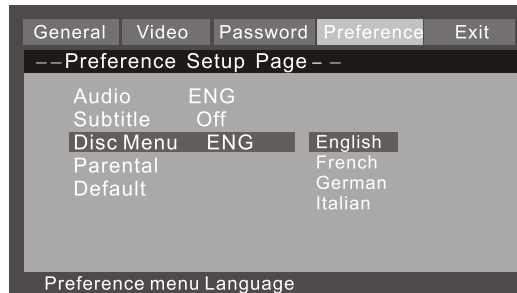 General Video Password Preference Exit
--Preference Setup Page--
Audio ENG
Subtitle Off
Disc Menu ENG English
Parental French
Default German
Italian
Preference menu Language